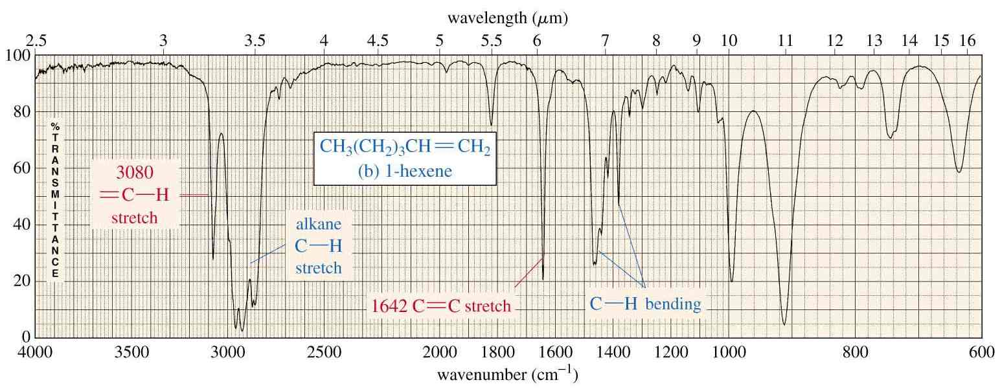 wavelength (μm)
2.5 3 3.5 4 4.5 5 5.5 6 7 8 9 10 11 12 13 14 15 16
100
80
60
40
20
0
%TRANSMITTANCE
3080
=C—H
stretch
alkane
C—H
stretch
CH₃(CH₂)₃CH=CH₂
(b) 1-hexene
1642 C=C stretch
C—H bending
4000 3500 3000 2500 2000 1800 1600 1400 1200 1000 800 600
wavenumber (cm⁻¹)